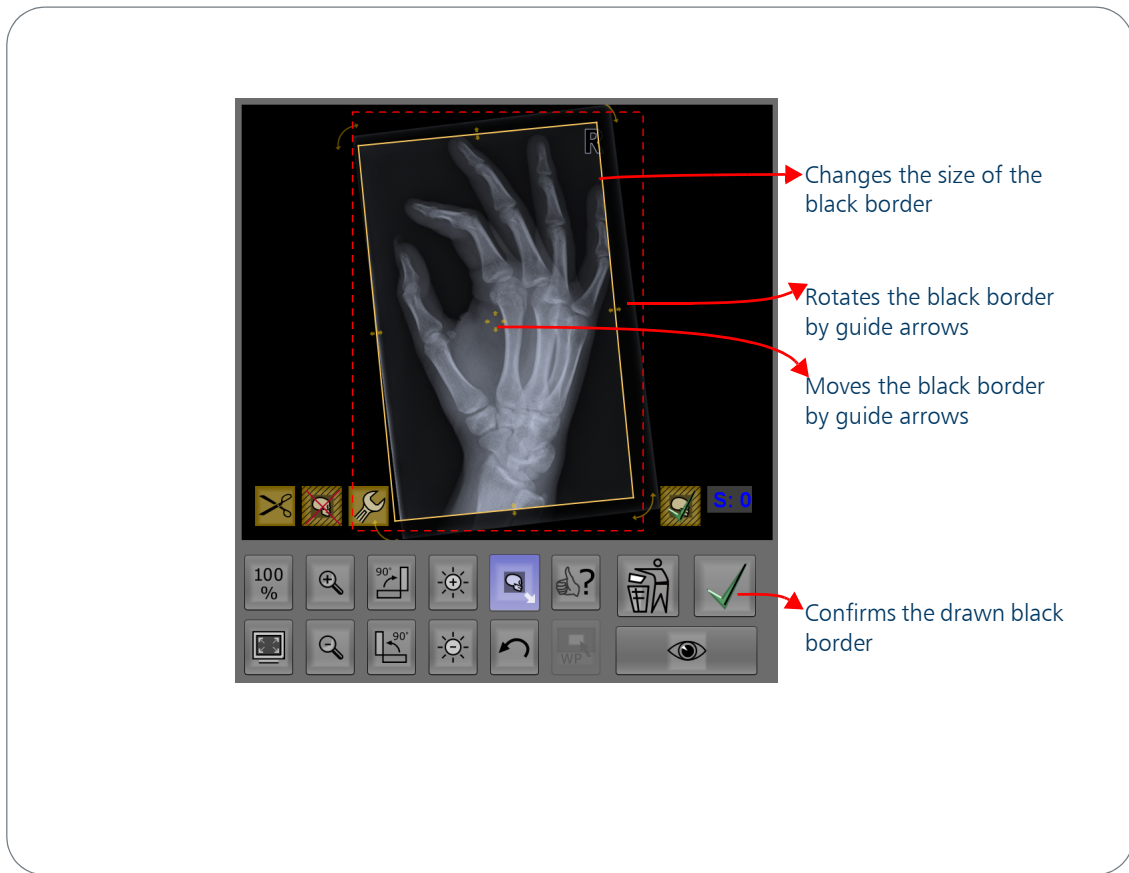 R
Changes the size of the
black border
Rotates the black border
by guide arrows
Moves the black border
by guide arrows
S: 0
100
%
90°
?
90°
WP
Confirms the drawn black
border